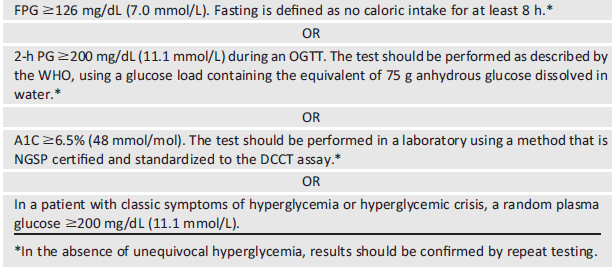 FPG ≥126 mg/dL (7.0 mmol/L). Fasting is defined as no caloric intake for at least 8 h.*
OR
2-h PG ≥200 mg/dL (11.1 mmol/L) during an OGTT. The test should be performed as described by
the WHO, using a glucose load containing the equivalent of 75 g anhydrous glucose dissolved in
water.*
OR
A1C ≥6.5% (48 mmol/mol). The test should be performed in a laboratory using a method that is
NGSP certified and standardized to the DCCT assay.*
OR
In a patient with classic symptoms of hyperglycemia or hyperglycemic crisis, a random plasma
glucose ≥200 mg/dL (11.1 mmol/L).
*In the absence of unequivocal hyperglycemia, results should be confirmed by repeat testing.